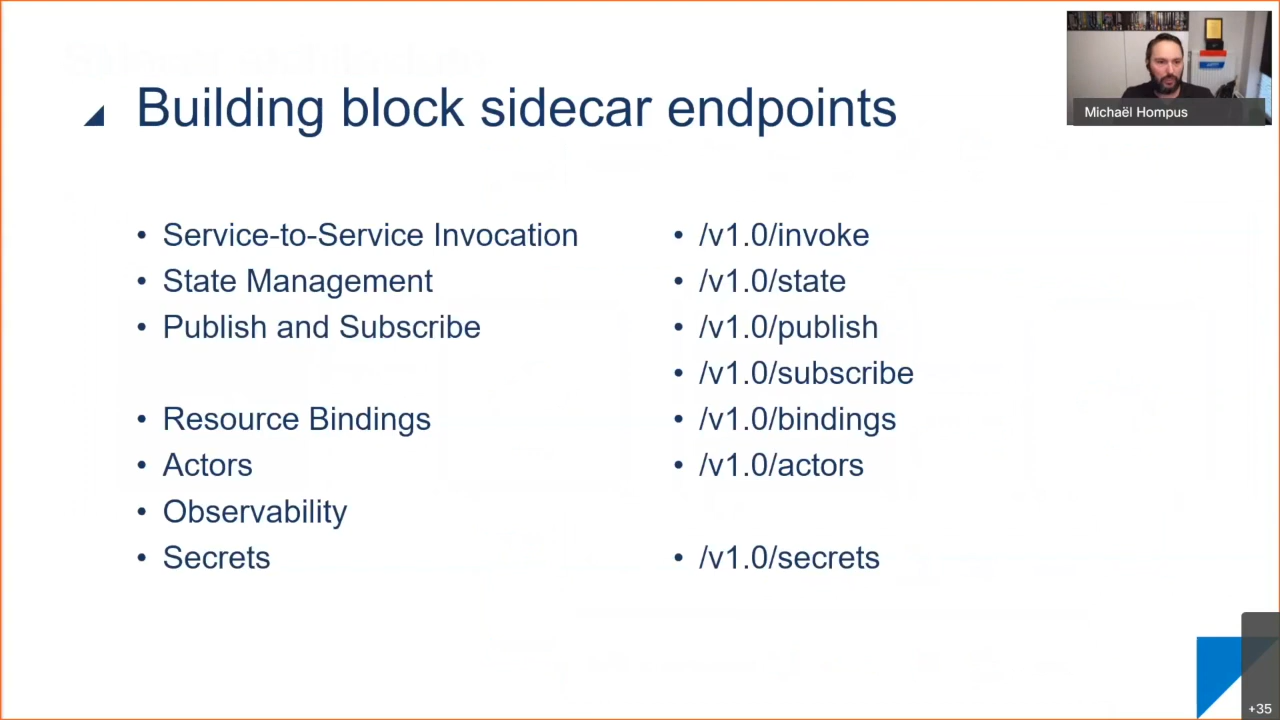 Building block sidecar endpoints
Michaël Hompus
• Service-to-Service Invocation
• /v1.0/invoke
• State Management
• /v1.0/state
• Publish and Subscribe
• /v1.0/publish
• /v1.0/subscribe
• Resource Bindings
• /v1.0/bindings
• Actors
• /v1.0/actors
• Observability
• Secrets
• /v1.0/secrets
+35